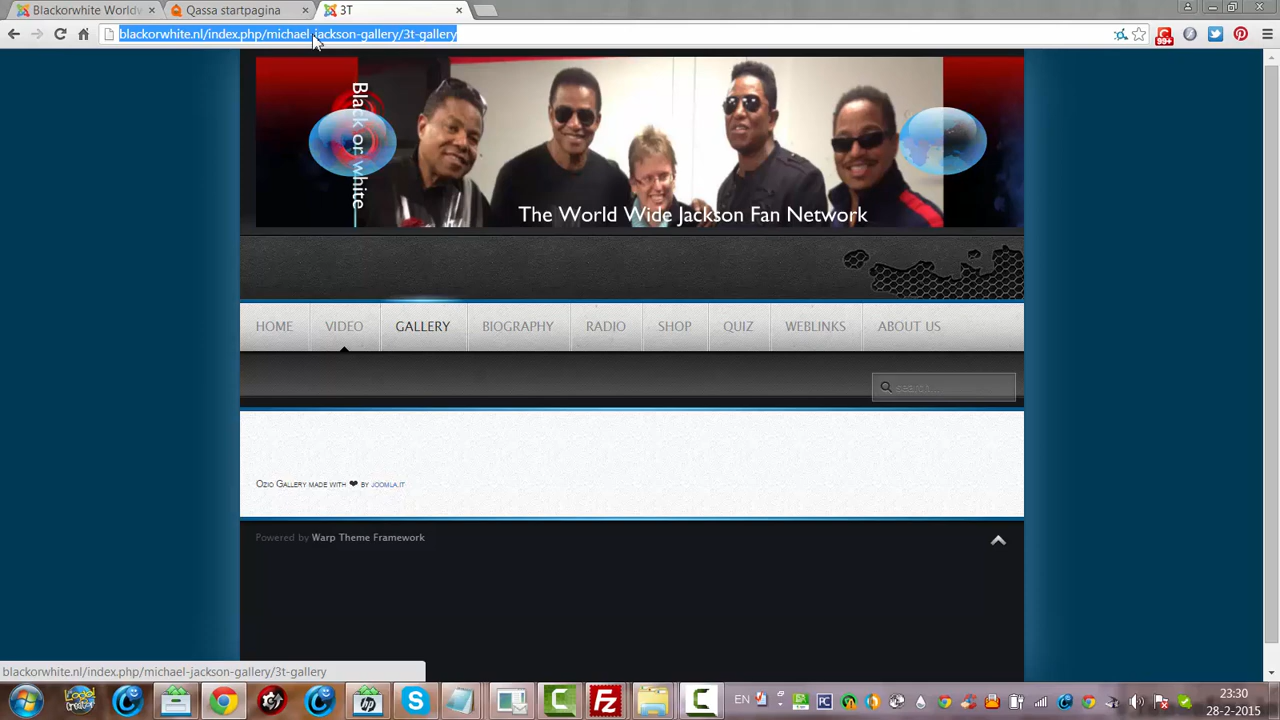 Blackorwhite Worldw
Qassa startpagina
3T
blackorwhite.nl/index.php/michael-jackson-gallery/3t-gallery
99+
Black or white
The World Wide Jackson Fan Network
HOME VIDEO GALLERY BIOGRAPHY RADIO SHOP QUIZ WEBLINKS ABOUT US
search...
Ozio Gallery made with ❤ by joomla.it
Powered by Warp Theme Framework
blackorwhite.nl/index.php/michael-jackson-gallery/3t-gallery
EN
23:30
28-2-2015